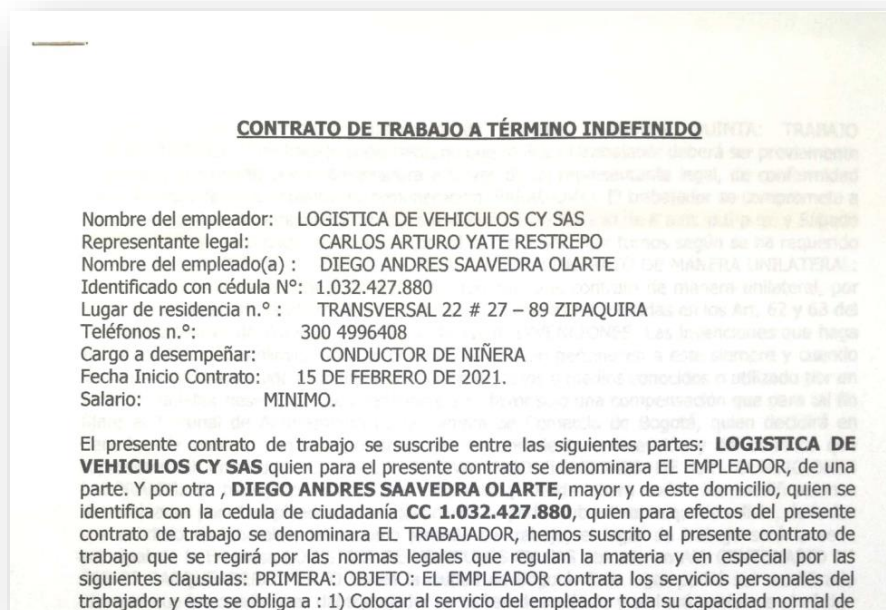 CONTRATO DE TRABAJO A TÉRMINO INDEFINIDO
Nombre del empleador: LOGISTICA DE VEHICULOS CY SAS
Representante legal: CARLOS ARTURO YATE RESTREPO
Nombre del empleado(a) : DIEGO ANDRES SAAVEDRA OLARTE
Identificado con cédula N°: 1.032.427.880
Lugar de residencia n.° : TRANSVERSAL 22 # 27 – 89 ZIPAQUIRA
Teléfonos n.°: 300 4996408
Cargo a desempeñar: CONDUCTOR DE NIÑERA
Fecha Inicio Contrato: 15 DE FEBRERO DE 2021.
Salario: MINIMO.
El presente contrato de trabajo se suscribe entre las siguientes partes: LOGISTICA DE
VEHICULOS CY SAS quien para el presente contrato se denominara EL EMPLEADOR, de una
parte. Y por otra , DIEGO ANDRES SAAVEDRA OLARTE, mayor y de este domicilio, quien se
identifica con la cedula de ciudadanía CC 1.032.427.880, quien para efectos del presente
contrato de trabajo se denominara EL TRABAJADOR, hemos suscrito el presente contrato de
trabajo que se regirá por las normas legales que regulan la materia y en especial por las
siguientes clausulas: PRIMERA: OBJETO: EL EMPLEADOR contrata los servicios personales del
trabajador y este se obliga a : 1) Colocar al servicio del empleador toda su capacidad normal de